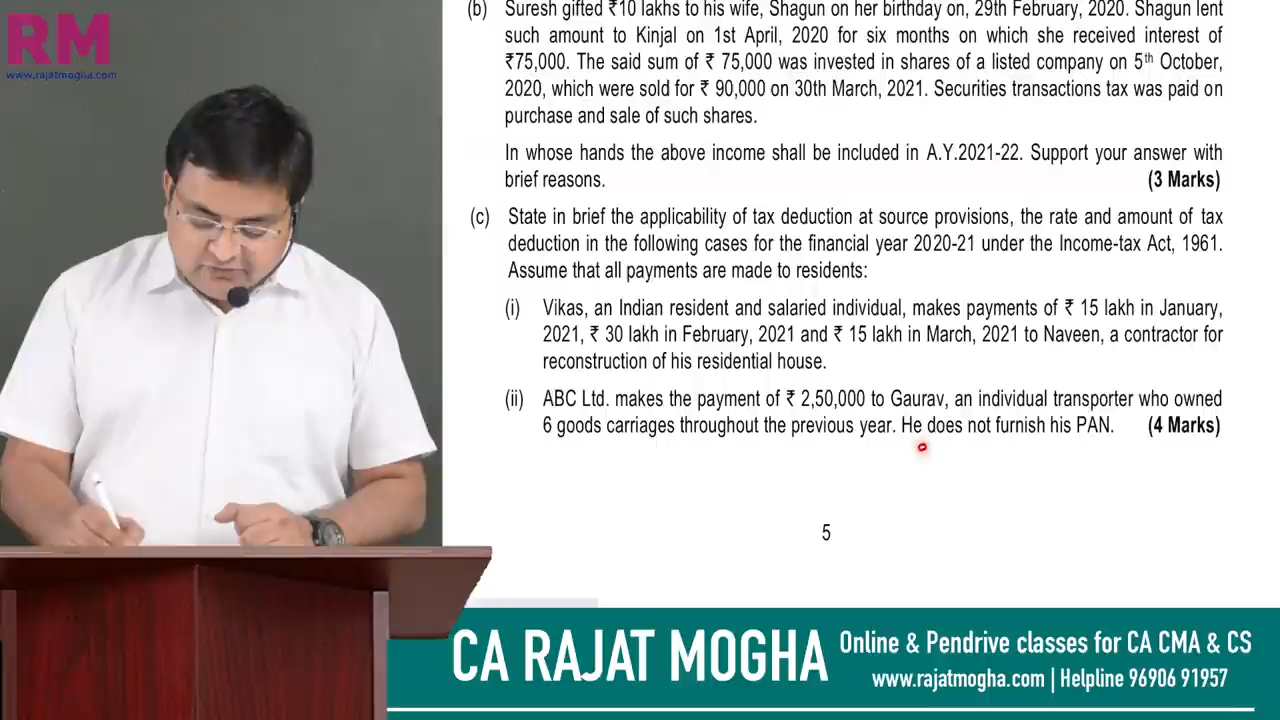 RM
www.rajatmogha.com
(b) Suresh gifted ₹10 lakhs to his wife, Shagun on her birthday on, 29th February, 2020. Shagun lent
such amount to Kinjal on 1st April, 2020 for six months on which she received interest of
₹75,000. The said sum of ₹ 75,000 was invested in shares of a listed company on 5th October,
2020, which were sold for ₹ 90,000 on 30th March, 2021. Securities transactions tax was paid on
purchase and sale of such shares.
In whose hands the above income shall be included in A.Y.2021-22. Support your answer with
brief reasons. (3 Marks)
(c) State in brief the applicability of tax deduction at source provisions, the rate and amount of tax
deduction in the following cases for the financial year 2020-21 under the Income-tax Act, 1961.
Assume that all payments are made to residents:
(i) Vikas, an Indian resident and salaried individual, makes payments of ₹ 15 lakh in January,
2021, ₹ 30 lakh in February, 2021 and ₹ 15 lakh in March, 2021 to Naveen, a contractor for
reconstruction of his residential house.
(ii) ABC Ltd. makes the payment of ₹ 2,50,000 to Gaurav, an individual transporter who owned
6 goods carriages throughout the previous year. He does not furnish his PAN. (4 Marks)
5
CA RAJAT MOGHA
Online & Pendrive classes for CA CMA & CS
www.rajatmogha.com | Helpline 96906 91957